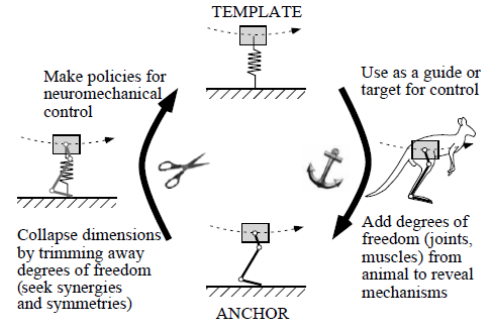 TEMPLATE
Make policies for
neuromechanical
control
Use as a guide or
target for control
Collapse dimensions
by trimming away
degrees of freedom
(seek synergies
and symmetries)
Add degrees of
freedom (joints,
muscles) from
animal to reveal
mechanisms
ANCHOR